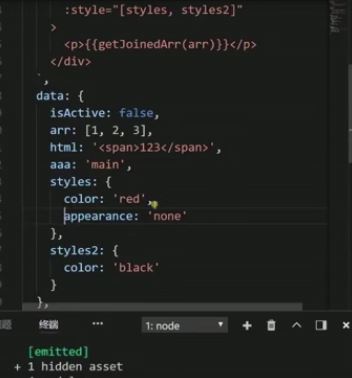 :style="[styles, styles2]"
>
<p>{{getJoinedArr(arr)}}</p>
</div>
`,
data: {
isActive: false,
arr: [1, 2, 3],
html: '<span>123</span>',
aaa: 'main',
styles: {
color: 'red',
appearance: 'none'
},
styles2: {
color: 'black'
}
},
题 终端 ··· 1: node
[emitted]
+ 1 hidden asset